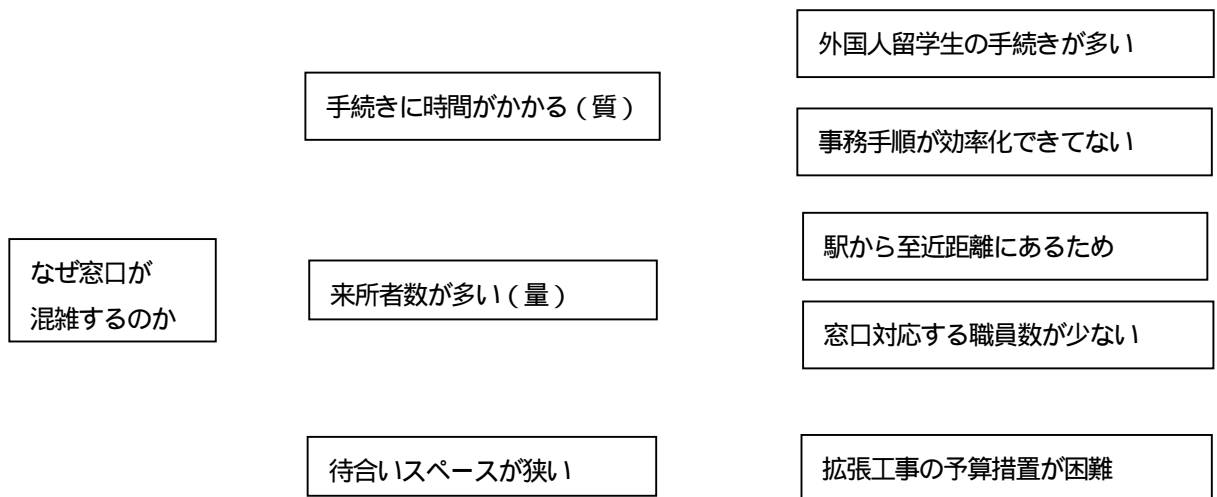 外国人留学生の手続きが多い
手続きに時間がかかる（質）
事務手順が効率化できてない
駅から至近距離にあるため
なぜ窓口が
混雑するのか
来所者数が多い（量）
窓口対応する職員数が少ない
待合いスペースが狭い
拡張工事の予算措置が困難